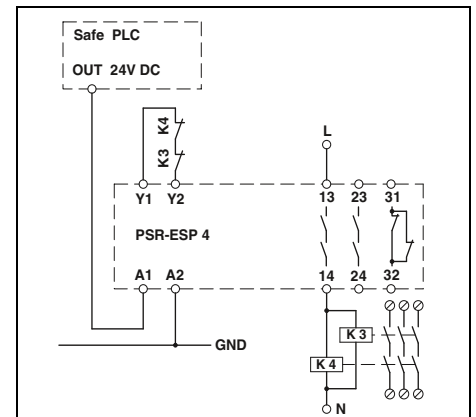 Safe PLC
OUT 24V DC
K4
K3
L
Y1 Y2
13 23 31
PSR-ESP 4
A1 A2
14 24 32
GND
K 3
K 4
N